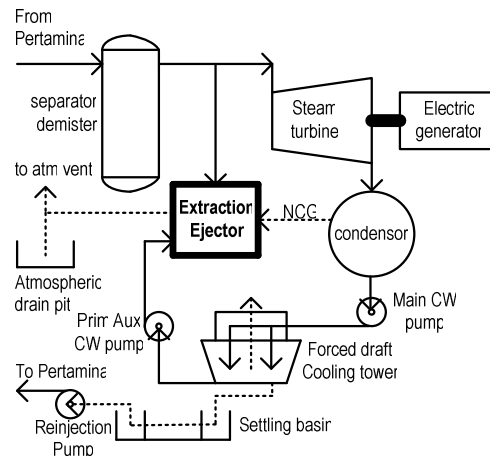 From
Pertamina
separator
demister
Steam
turbine
Electric
generator
to atm vent
Extraction
Ejector
NCG
condensor
Atmospheric
drain pit
Prim Aux
CW pump
Main CW
pump
Forced draft
Cooling tower
To Pertamina
Reinjection
Pump
Settling basin